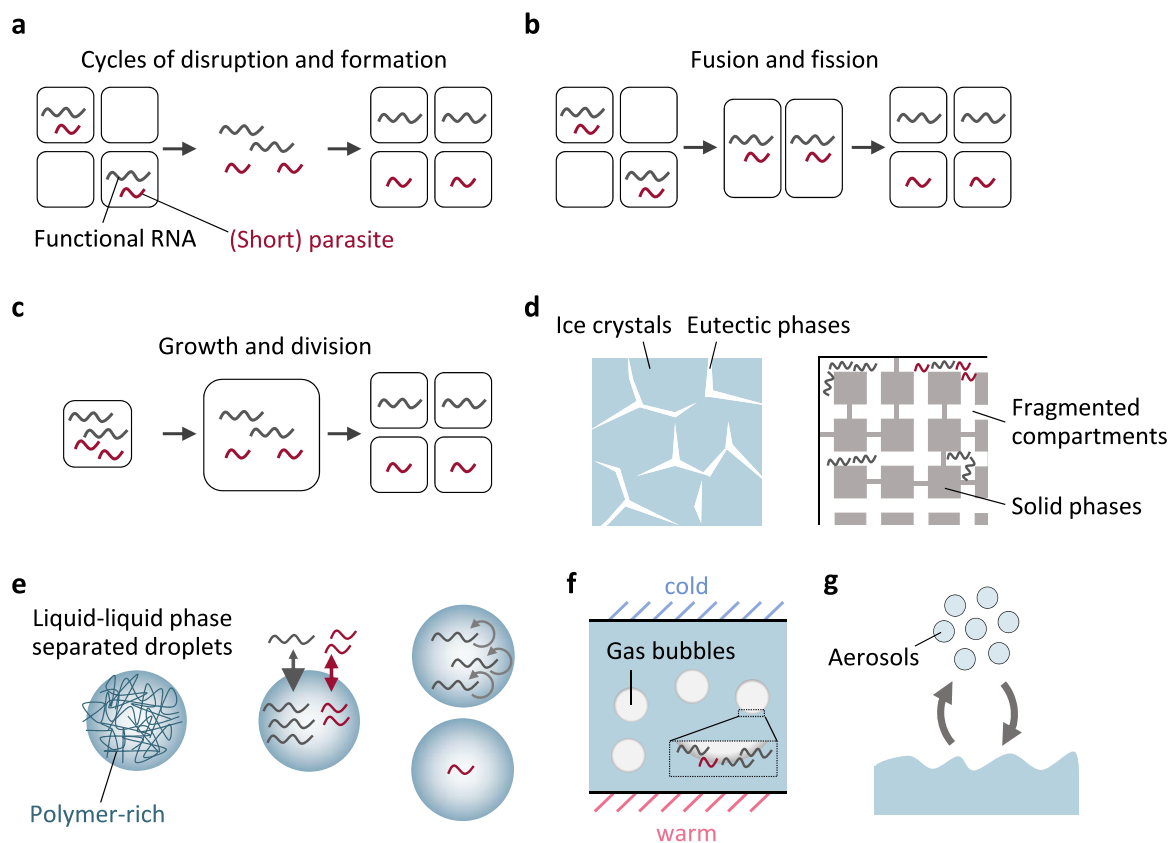 a
Cycles of disruption and formation
Functional RNA
(Short) parasite
b
Fusion and fission
c
Growth and division
d
Ice crystals
Eutectic phases
Fragmented
compartments
Solid phases
e
Liquid-liquid phase
separated droplets
Polymer-rich
f
cold
Gas bubbles
warm
g
Aerosols